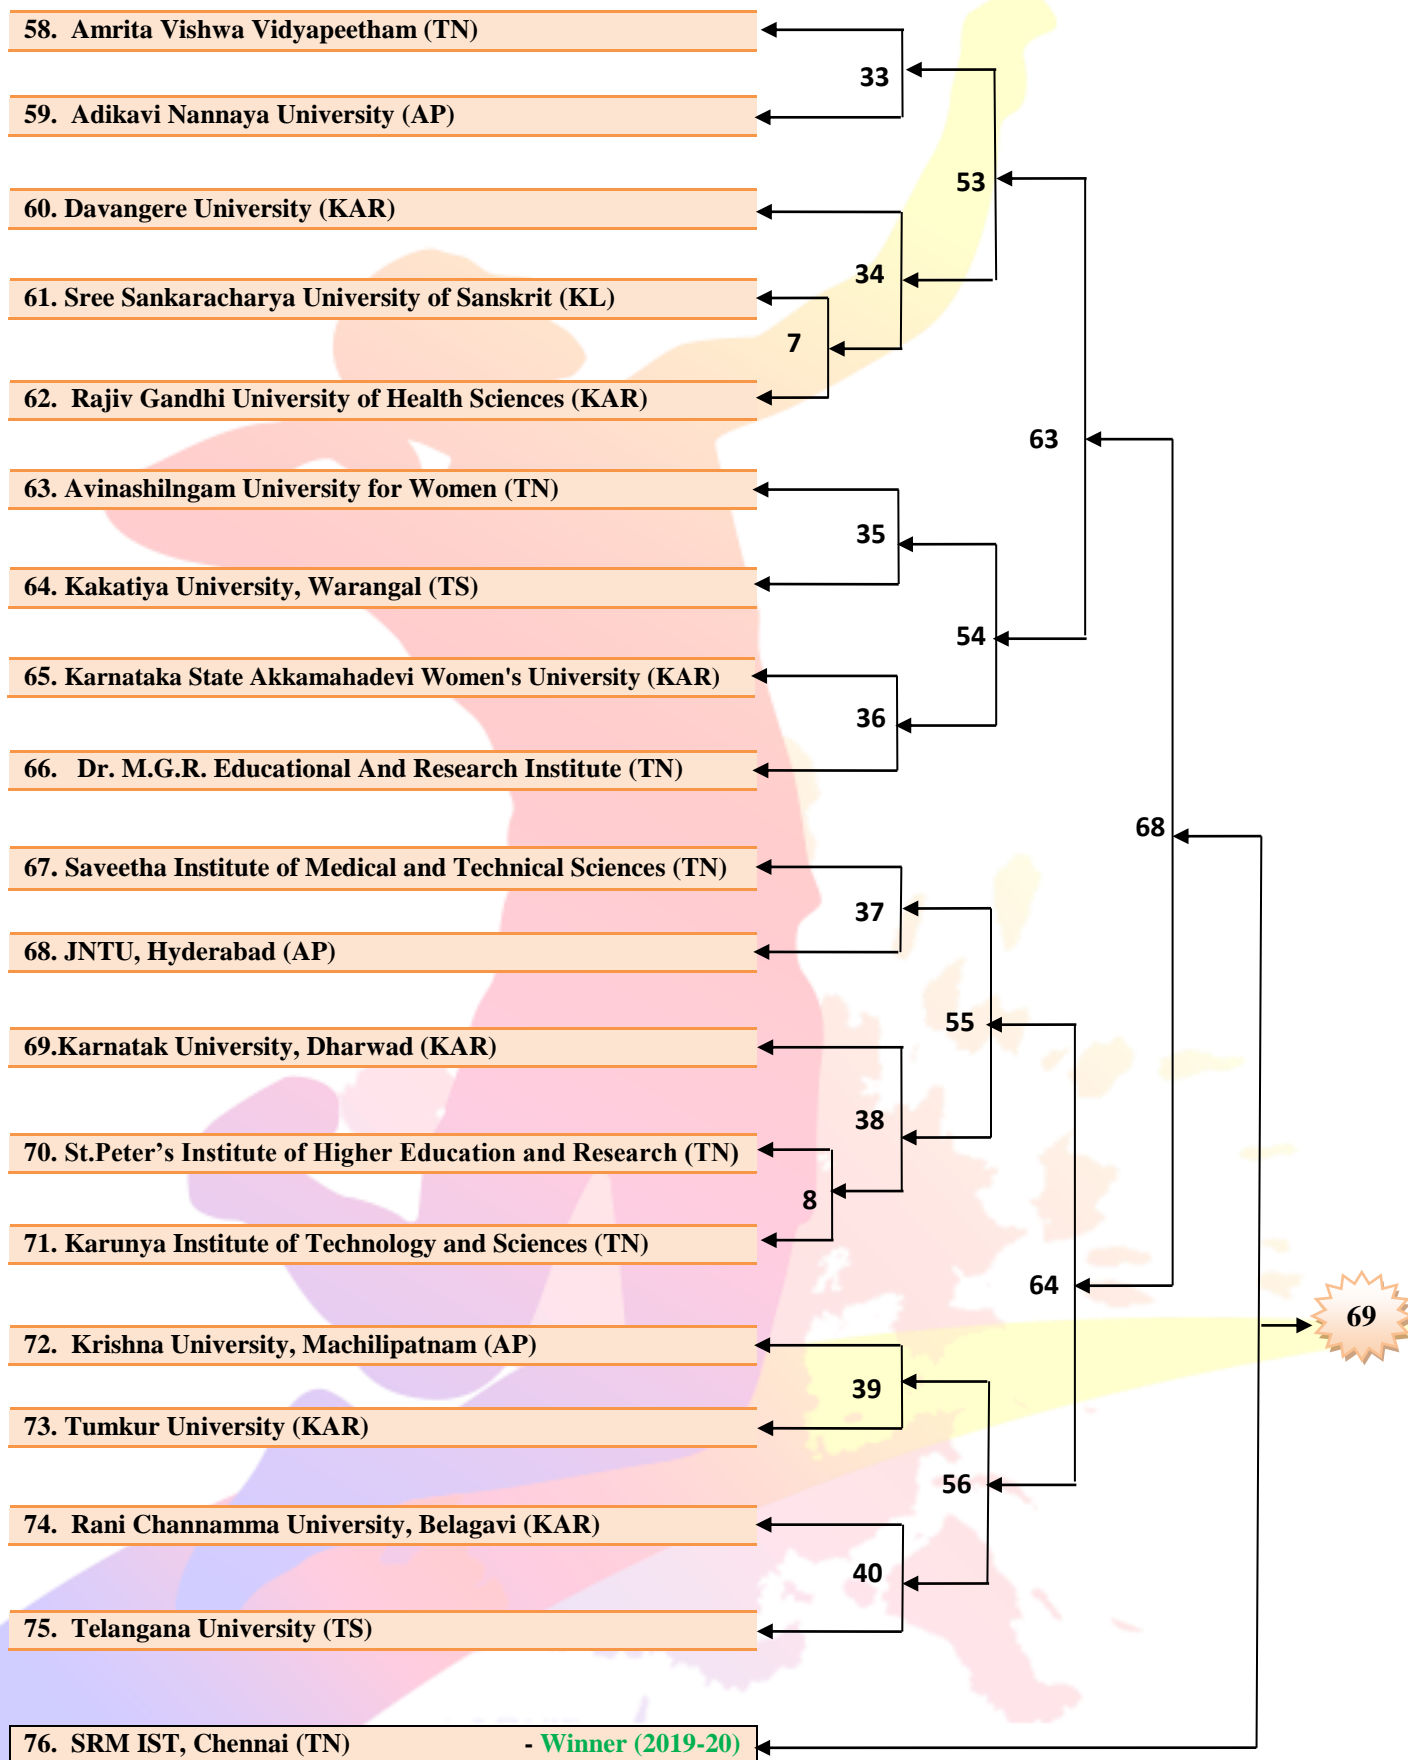 58.  Amrita Vishwa Vidyapeetham (TN)
33
59.  Adikavi Nannaya University (AP)
53
60. Davangere University (KAR)
34
61. Sree Sankaracharya University of Sanskrit (KL)
7
62.  Rajiv Gandhi University of Health Sciences (KAR)
63
63. Avinashilngam University for Women (TN)
35
64. Kakatiya University, Warangal (TS)
54
65. Karnataka State Akkamahadevi Women's University (KAR)
36
66.   Dr. M.G.R. Educational And Research Institute (TN)
68
67. Saveetha Institute of Medical and Technical Sciences (TN)
37
68. JNTU, Hyderabad (AP)
55
69.Karnatak University, Dharwad (KAR)
38
70. St.Peter’s Institute of Higher Education and Research (TN)
8
71. Karunya Institute of Technology and Sciences (TN)
64
69
72.  Krishna University, Machilipatnam (AP)
39
73. Tumkur University (KAR)
56
74.  Rani Channamma University, Belagavi (KAR)
40
75.  Telangana University (TS)
76.  SRM IST, Chennai (TN) - Winner (2019-20)